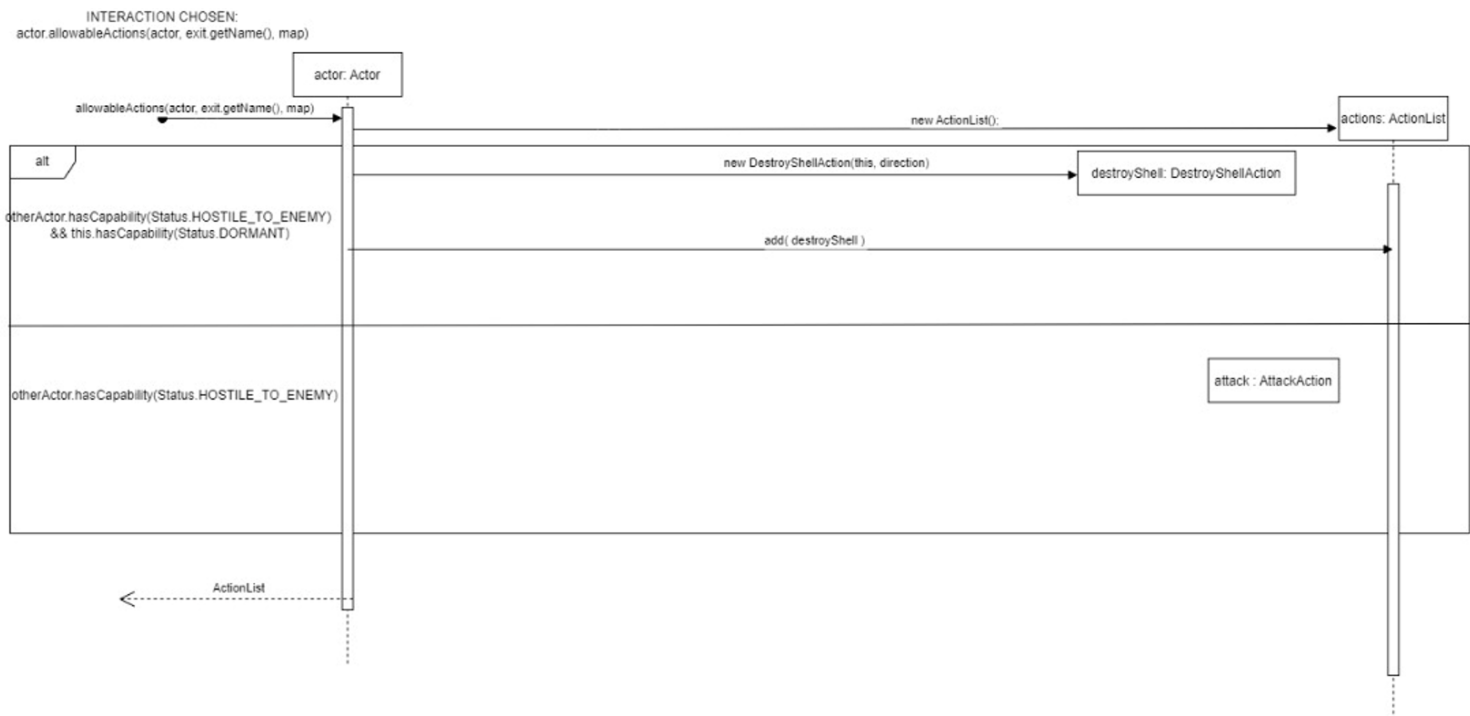 INTERACTION CHOSEN:
actor.allowableActions(actor, exit.getName(), map)
actor: Actor
allowableActions(actor, exit.getName(), map)
new ActionList();
actions: ActionList
alt
new DestroyShellAction(this, direction)
destroyShell: DestroyShellAction
otherActor.hasCapability(Status.HOSTILE_TO_ENEMY)
&& this.hasCapability(Status.DORMANT)
add( destroyShell )
attack : AttackAction
otherActor.hasCapability(Status.HOSTILE_TO_ENEMY)
ActionList